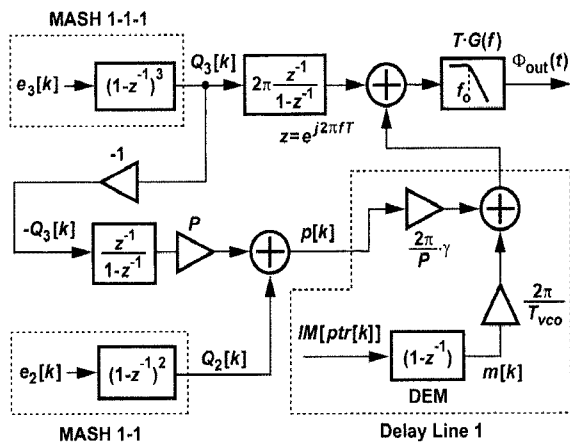 MASH 1-1-1
T·G(f)
e₃[k]
(1-z⁻¹)³
Q₃[k]
2π z⁻¹/1-z⁻¹
+
fₒ
Φout(t)
z=e^j2πfT
-1
-Q₃[k]
z⁻¹/1-z⁻¹
P
+
p[k]
2π/P·γ
+
2π/Tvco
e₂[k]
(1-z⁻¹)²
Q₂[k]
IM[ptr[k]]
(1-z⁻¹)
m[k]
DEM
MASH 1-1
Delay Line 1